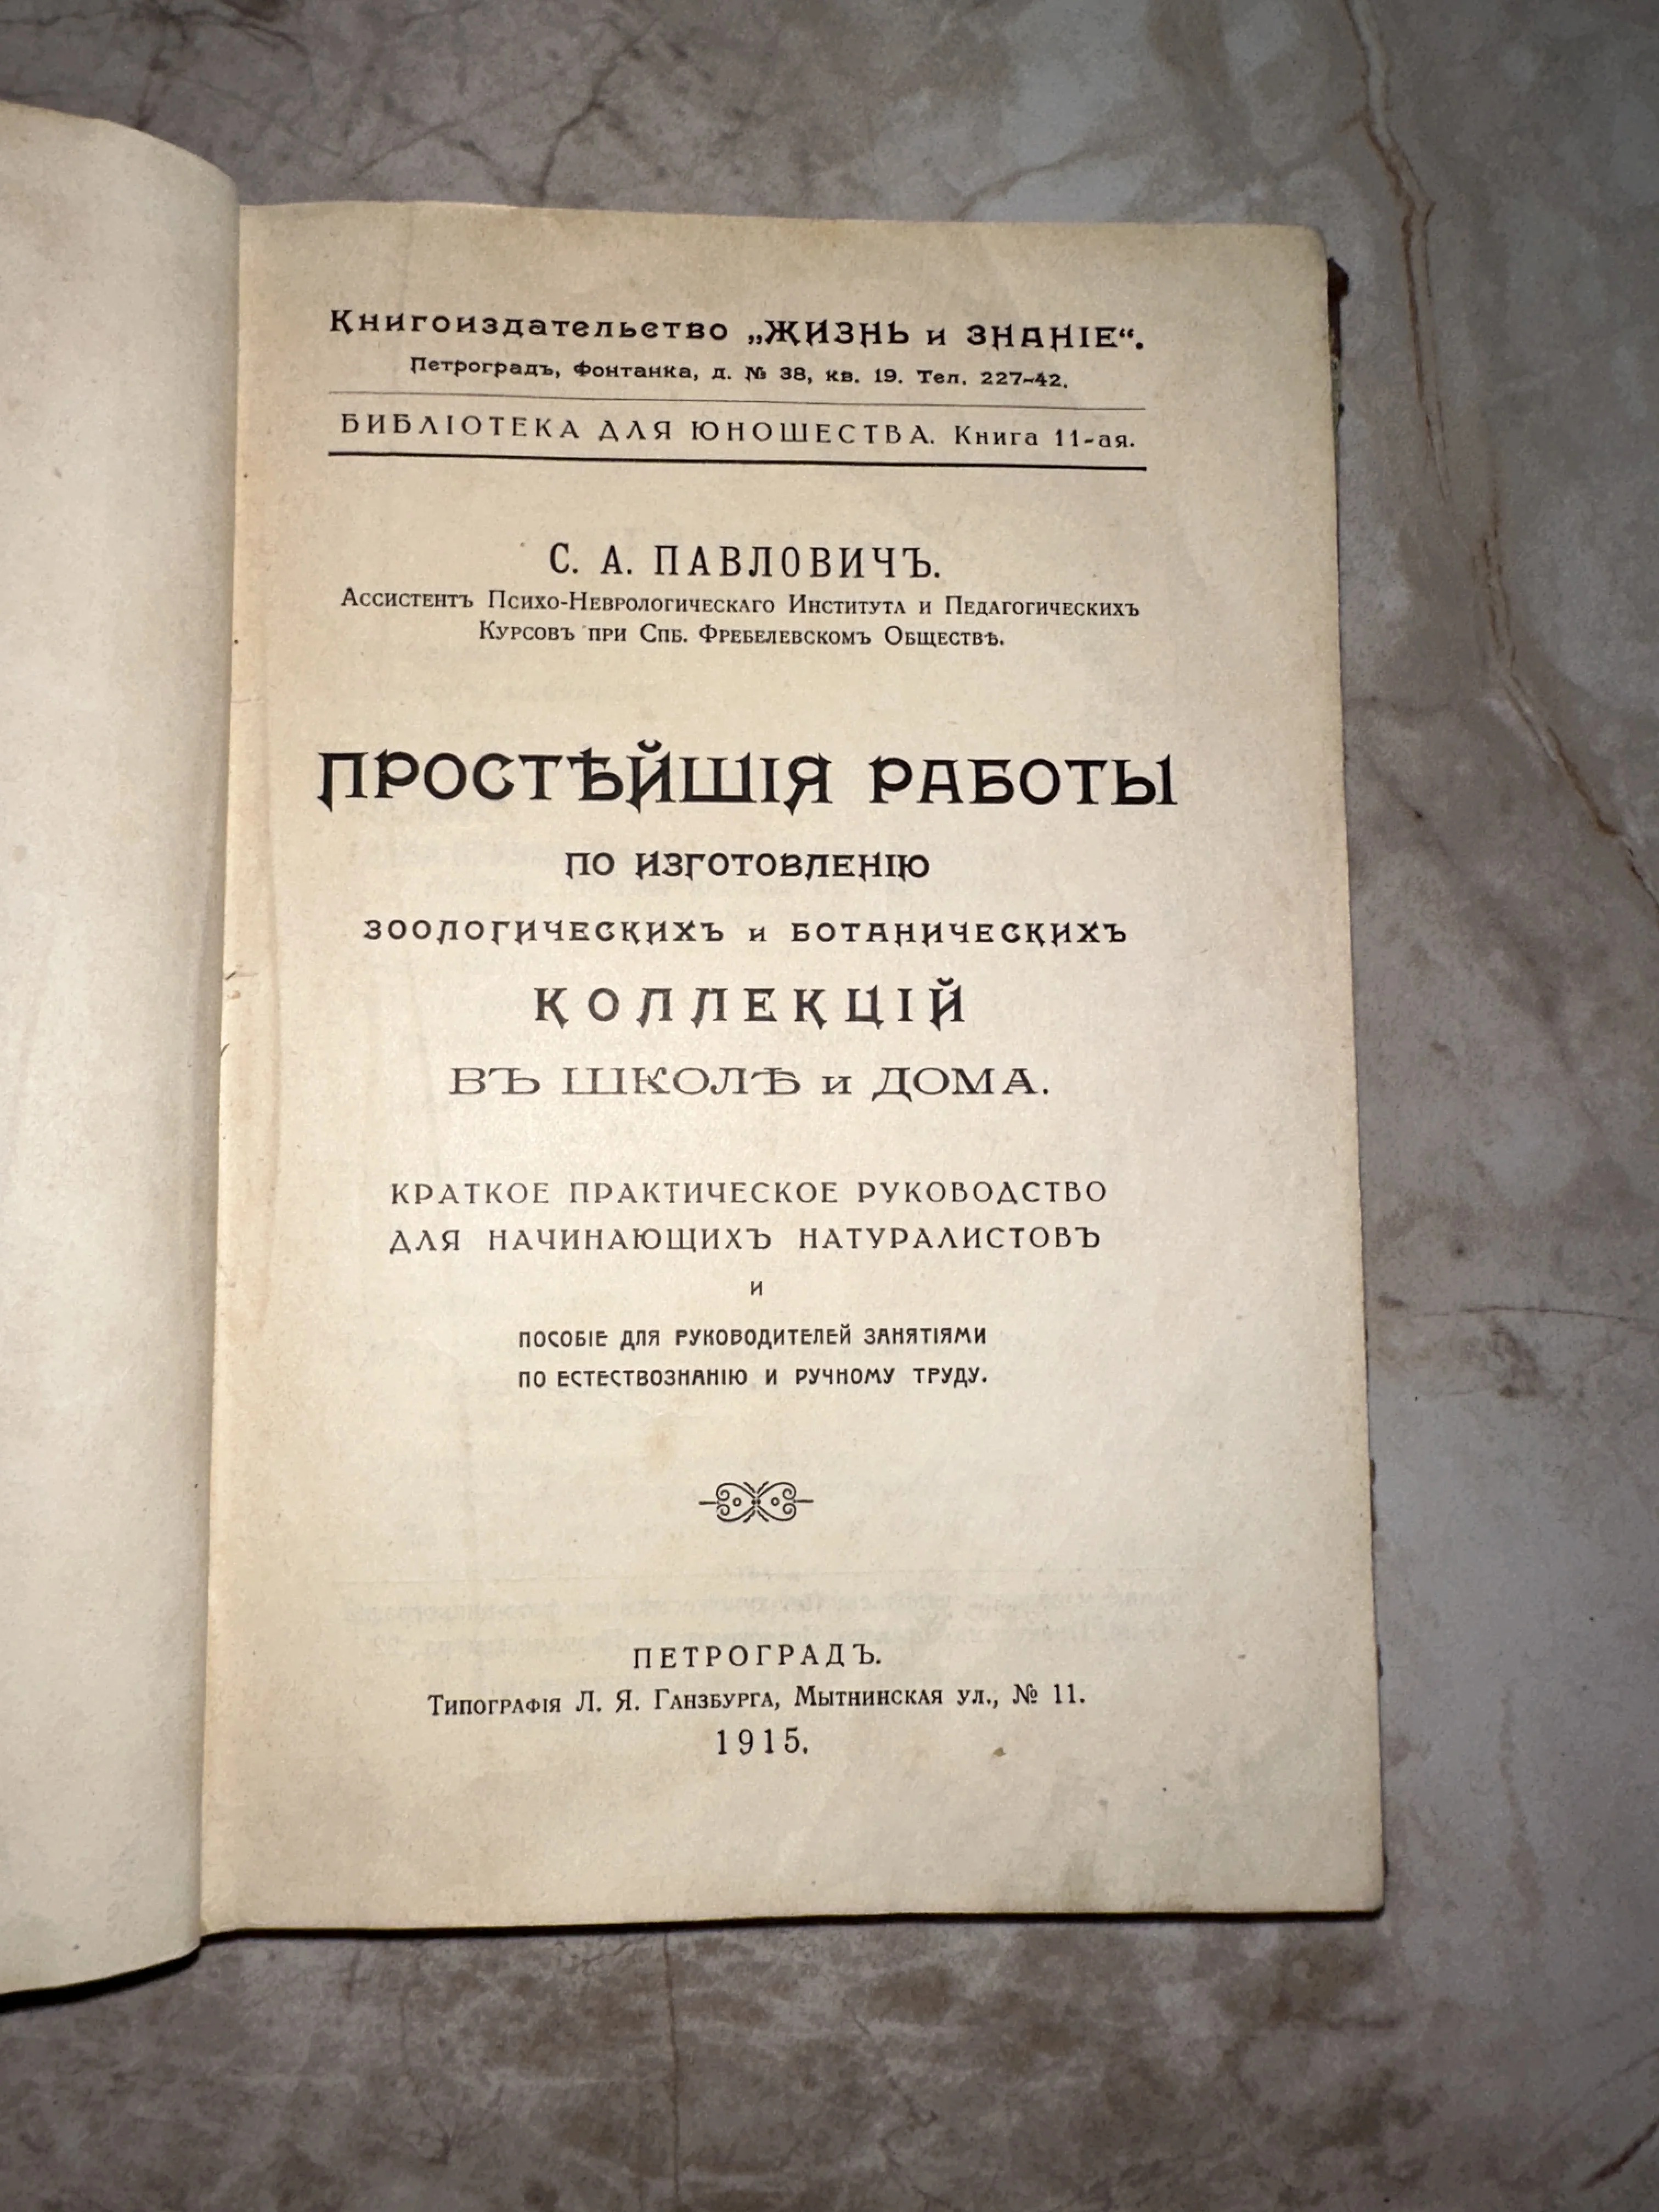 Книгоиздательство „ЖИЗНЬ и ЗНАНІЕ“.
Петроградъ, Фонтанка, д. № 38, кв. 19. Тел. 227-42.
БИБЛІОТЕКА ДЛЯ ЮНОШЕСТВА. Книга 11-ая.
С. А. ПАВЛОВИЧЪ.
Ассистентъ Психо-Неврологическаго Института и Педагогическихъ
Курсовъ при Спб. Фребелевскомъ Обществѣ.
ПРОСТѢЙШІЯ РАБОТЫ
ПО ИЗГОТОВЛЕНІЮ
ЗООЛОГИЧЕСКИХЪ и БОТАНИЧЕСКИХЪ
КОЛЛЕКЦІЙ
ВЪ ШКОЛѢ и ДОМА.
КРАТКОЕ ПРАКТИЧЕСКОЕ РУКОВОДСТВО
ДЛЯ НАЧИНАЮЩИХЪ НАТУРАЛИСТОВЪ
И
ПОСОБІЕ ДЛЯ РУКОВОДИТЕЛЕЙ ЗАНЯТІЯМИ
ПО ЕСТЕСТВОЗНАНІЮ И РУЧНОМУ ТРУДУ.
ПЕТРОГРАДЪ.
Типографія Л. Я. Ганзбурга, Мытнинская ул., № 11.
1915.